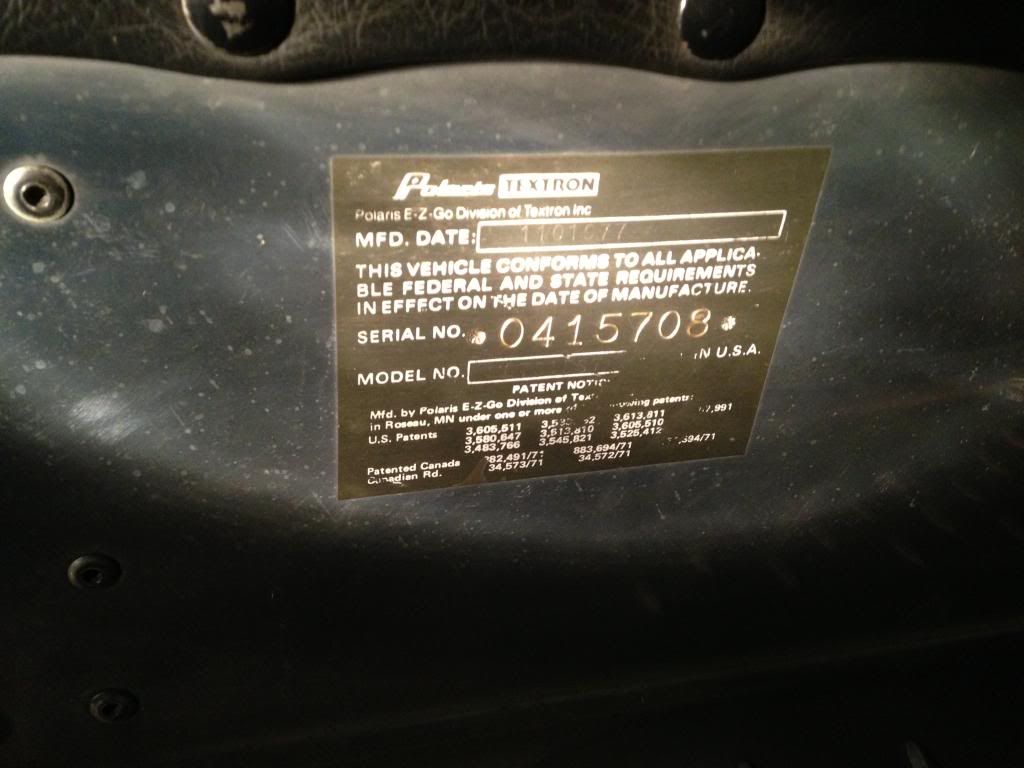 Polaris TEXTRON
Polaris E-Z-Go Division of Textron Inc
MFD. DATE:
THIS VEHICLE CONFORMS TO ALL APPLICA-
BLE FEDERAL AND STATE REQUIREMENTS
IN EFFECT ON THE DATE OF MANUFACTURE.
SERIAL NO. * 0415708 *
MODEL NO. IN U.S.A.
PATENT
Mfd. by Polaris E-Z-Go Division of patents:
in Roseau, MN under one or more of
U.S. Patents 3,605,511 3,613,811
3,580,647 3,613,810 3,605,510
3,483,766 3,545,821 3,525,412
Patented Canada 883,694/71
Canadian Rd. 34,573/71 34,572/71